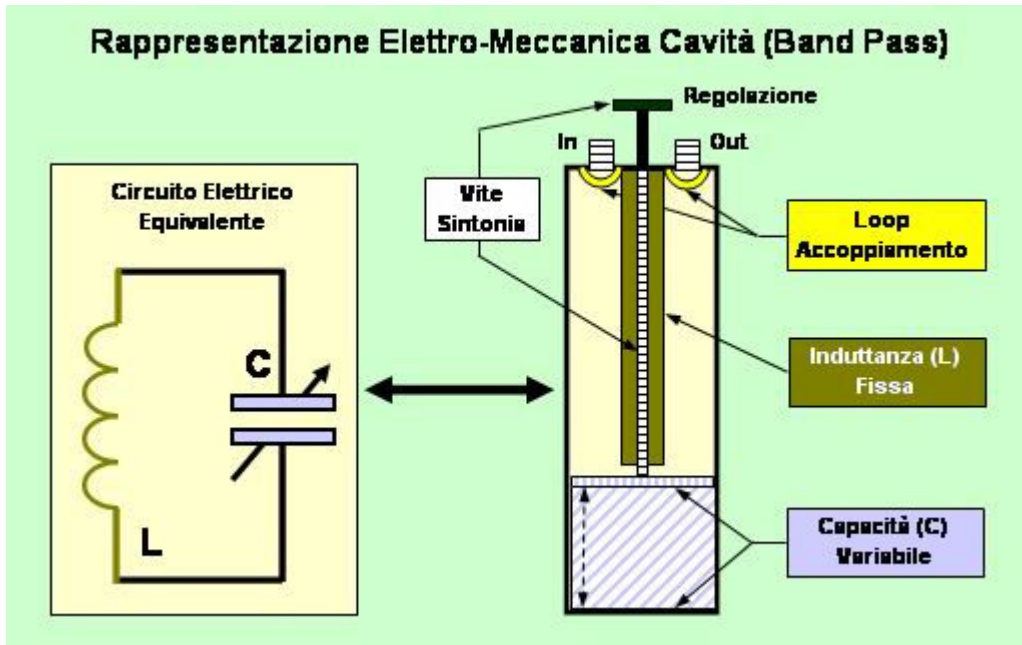 Rappresentazione Elettro-Meccanica Cavità (Band Pass)
Regolazione
In
Out
Circuito Elettrico
Equivalente
Vite
Sintonia
Loop
Accoppiamento
C
Induttanza (L)
Fissa
L
Capacità (C)
Variabile